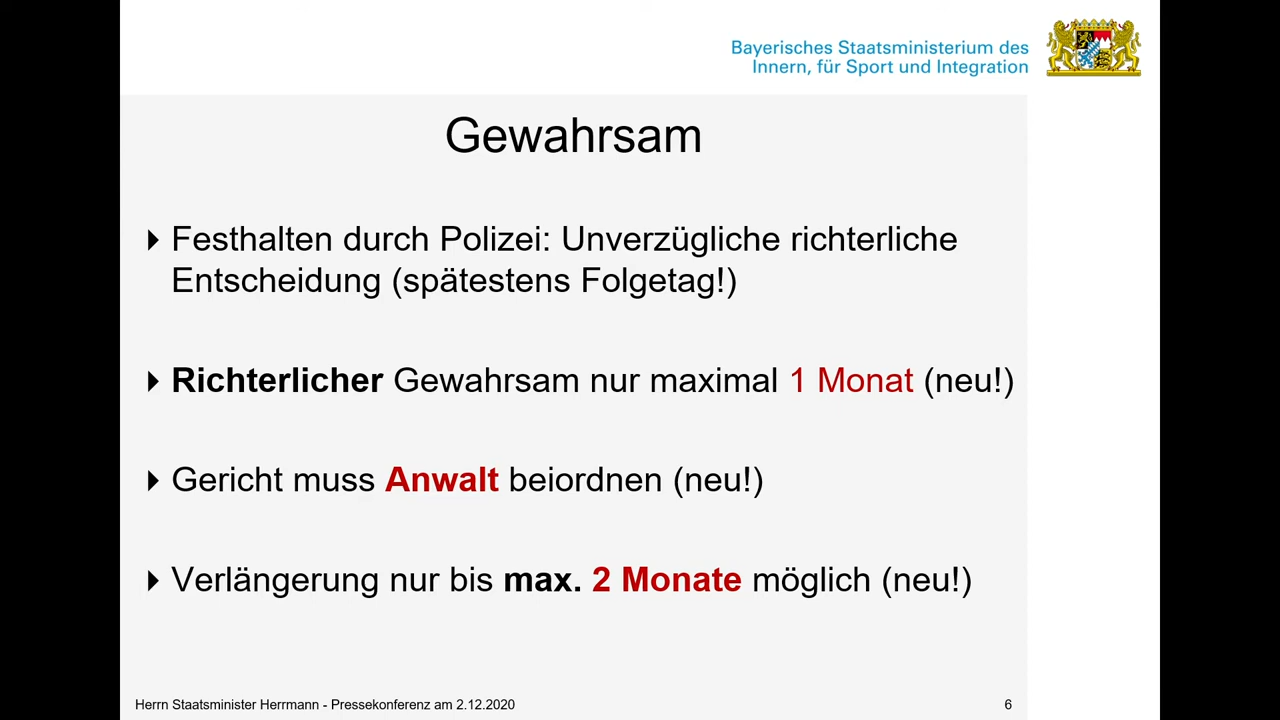 Bayerisches Staatsministerium des
Innern, für Sport und Integration
Gewahrsam
Festhalten durch Polizei: Unverzügliche richterliche
Entscheidung (spätestens Folgetag!)
Richterlicher Gewahrsam nur maximal 1 Monat (neu!)
Gericht muss Anwalt beiordnen (neu!)
Verlängerung nur bis max. 2 Monate möglich (neu!)
Herrn Staatsminister Herrmann - Pressekonferenz am 2.12.2020
6